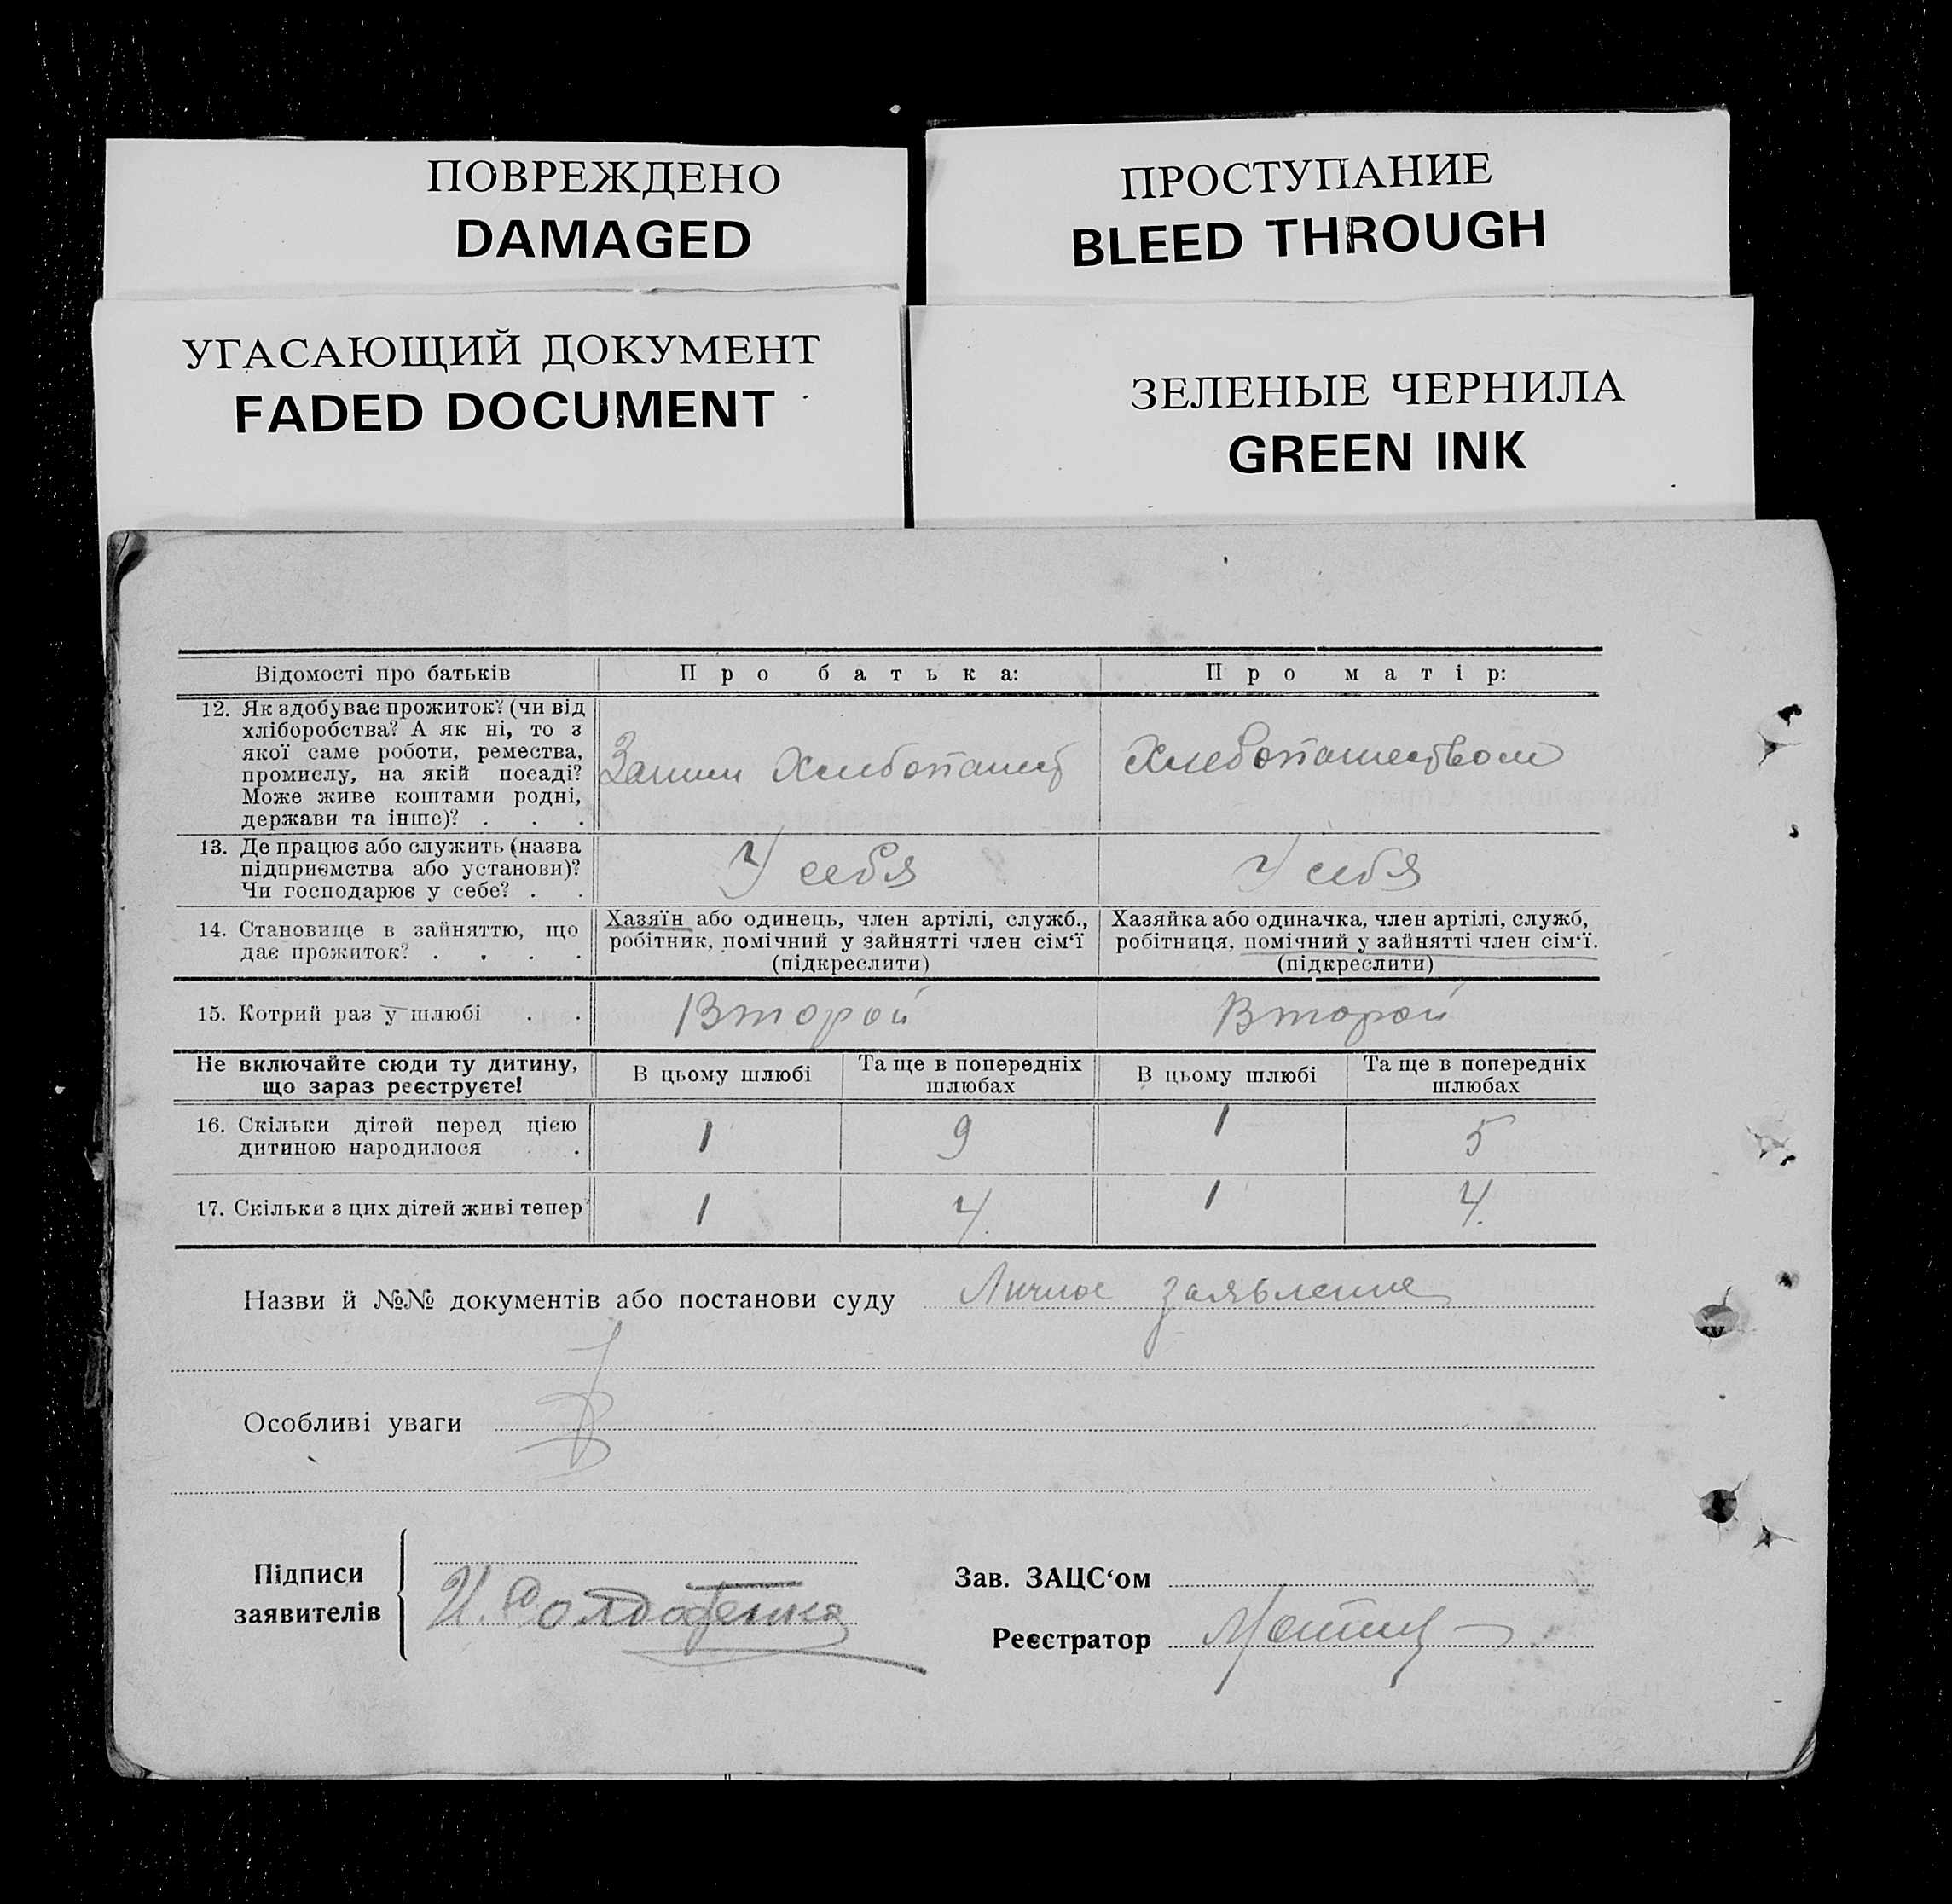 ПОВРЕЖДЕНО
DAMAGED
ПРОСТУПАНИЕ
BLEED THROUGH
УГАСАЮЩИЙ ДОКУМЕНТ
FADED DOCUMENT
ЗЕЛЕНЫЕ ЧЕРНИЛА
GREEN INK
Відомості про батьків
Про батька:
Про матір:
12. Як здобуває прожиток? (чи від
хліборобства? А як ні, то з
якої саме роботи, ремества,
промислу, на якій посаді?
Може живе коштами родні,
держави та інше)? . . .
Хлебопашеством
13. Де працює або служить (назва
підприємства або установи)?
Чи господарює у себе? . .
У себя
У себя
14. Становище в зайняттю, що
дає прожиток? . . . .
Хазяїн або одинець, член артілі, служб.,
робітник, помічний у зайнятті член сім‘ї
(підкреслити)
Хазяйка або одиначка, член артілі, служб,
робітниця, помічний у зайнятті член сім‘ї.
(підкреслити)
15. Котрий раз у шлюбі . .
Второй
Второй
Не включайте сюди ту дитину,
що зараз реєструєте!
В цьому шлюбі
Та ще в попередніх
шлюбах
В цьому шлюбі
Та ще в попередніх
шлюбах
16. Скільки дітей перед цією
дитиною народилося .
1
9
1
5
17. Скільки з цих дітей живі тепер
1
4.
1
4.
Назви й №№ документів або постанови суду Личное заявление
Особливі уваги
Підписи
заявителів
Зав. ЗАЦС‘ом
Реєстратор